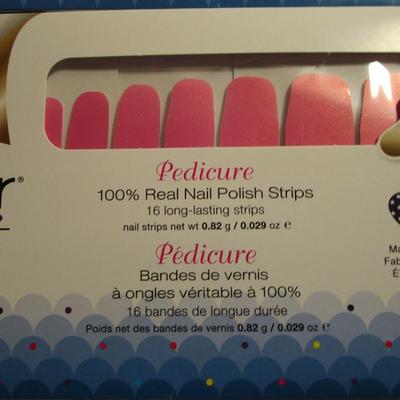 Pedicure
100% Real Nail Polish Strips
16 long-lasting strips
nail strips net wt 0.82 g / 0.029 oz e
Pédicure
Bandes de vernis
à ongles véritable à 100%
16 bandes de longue durée
Poids net des bandes de vernis 0.82 g / 0.029 oz e
r®
Ma
Fab
É